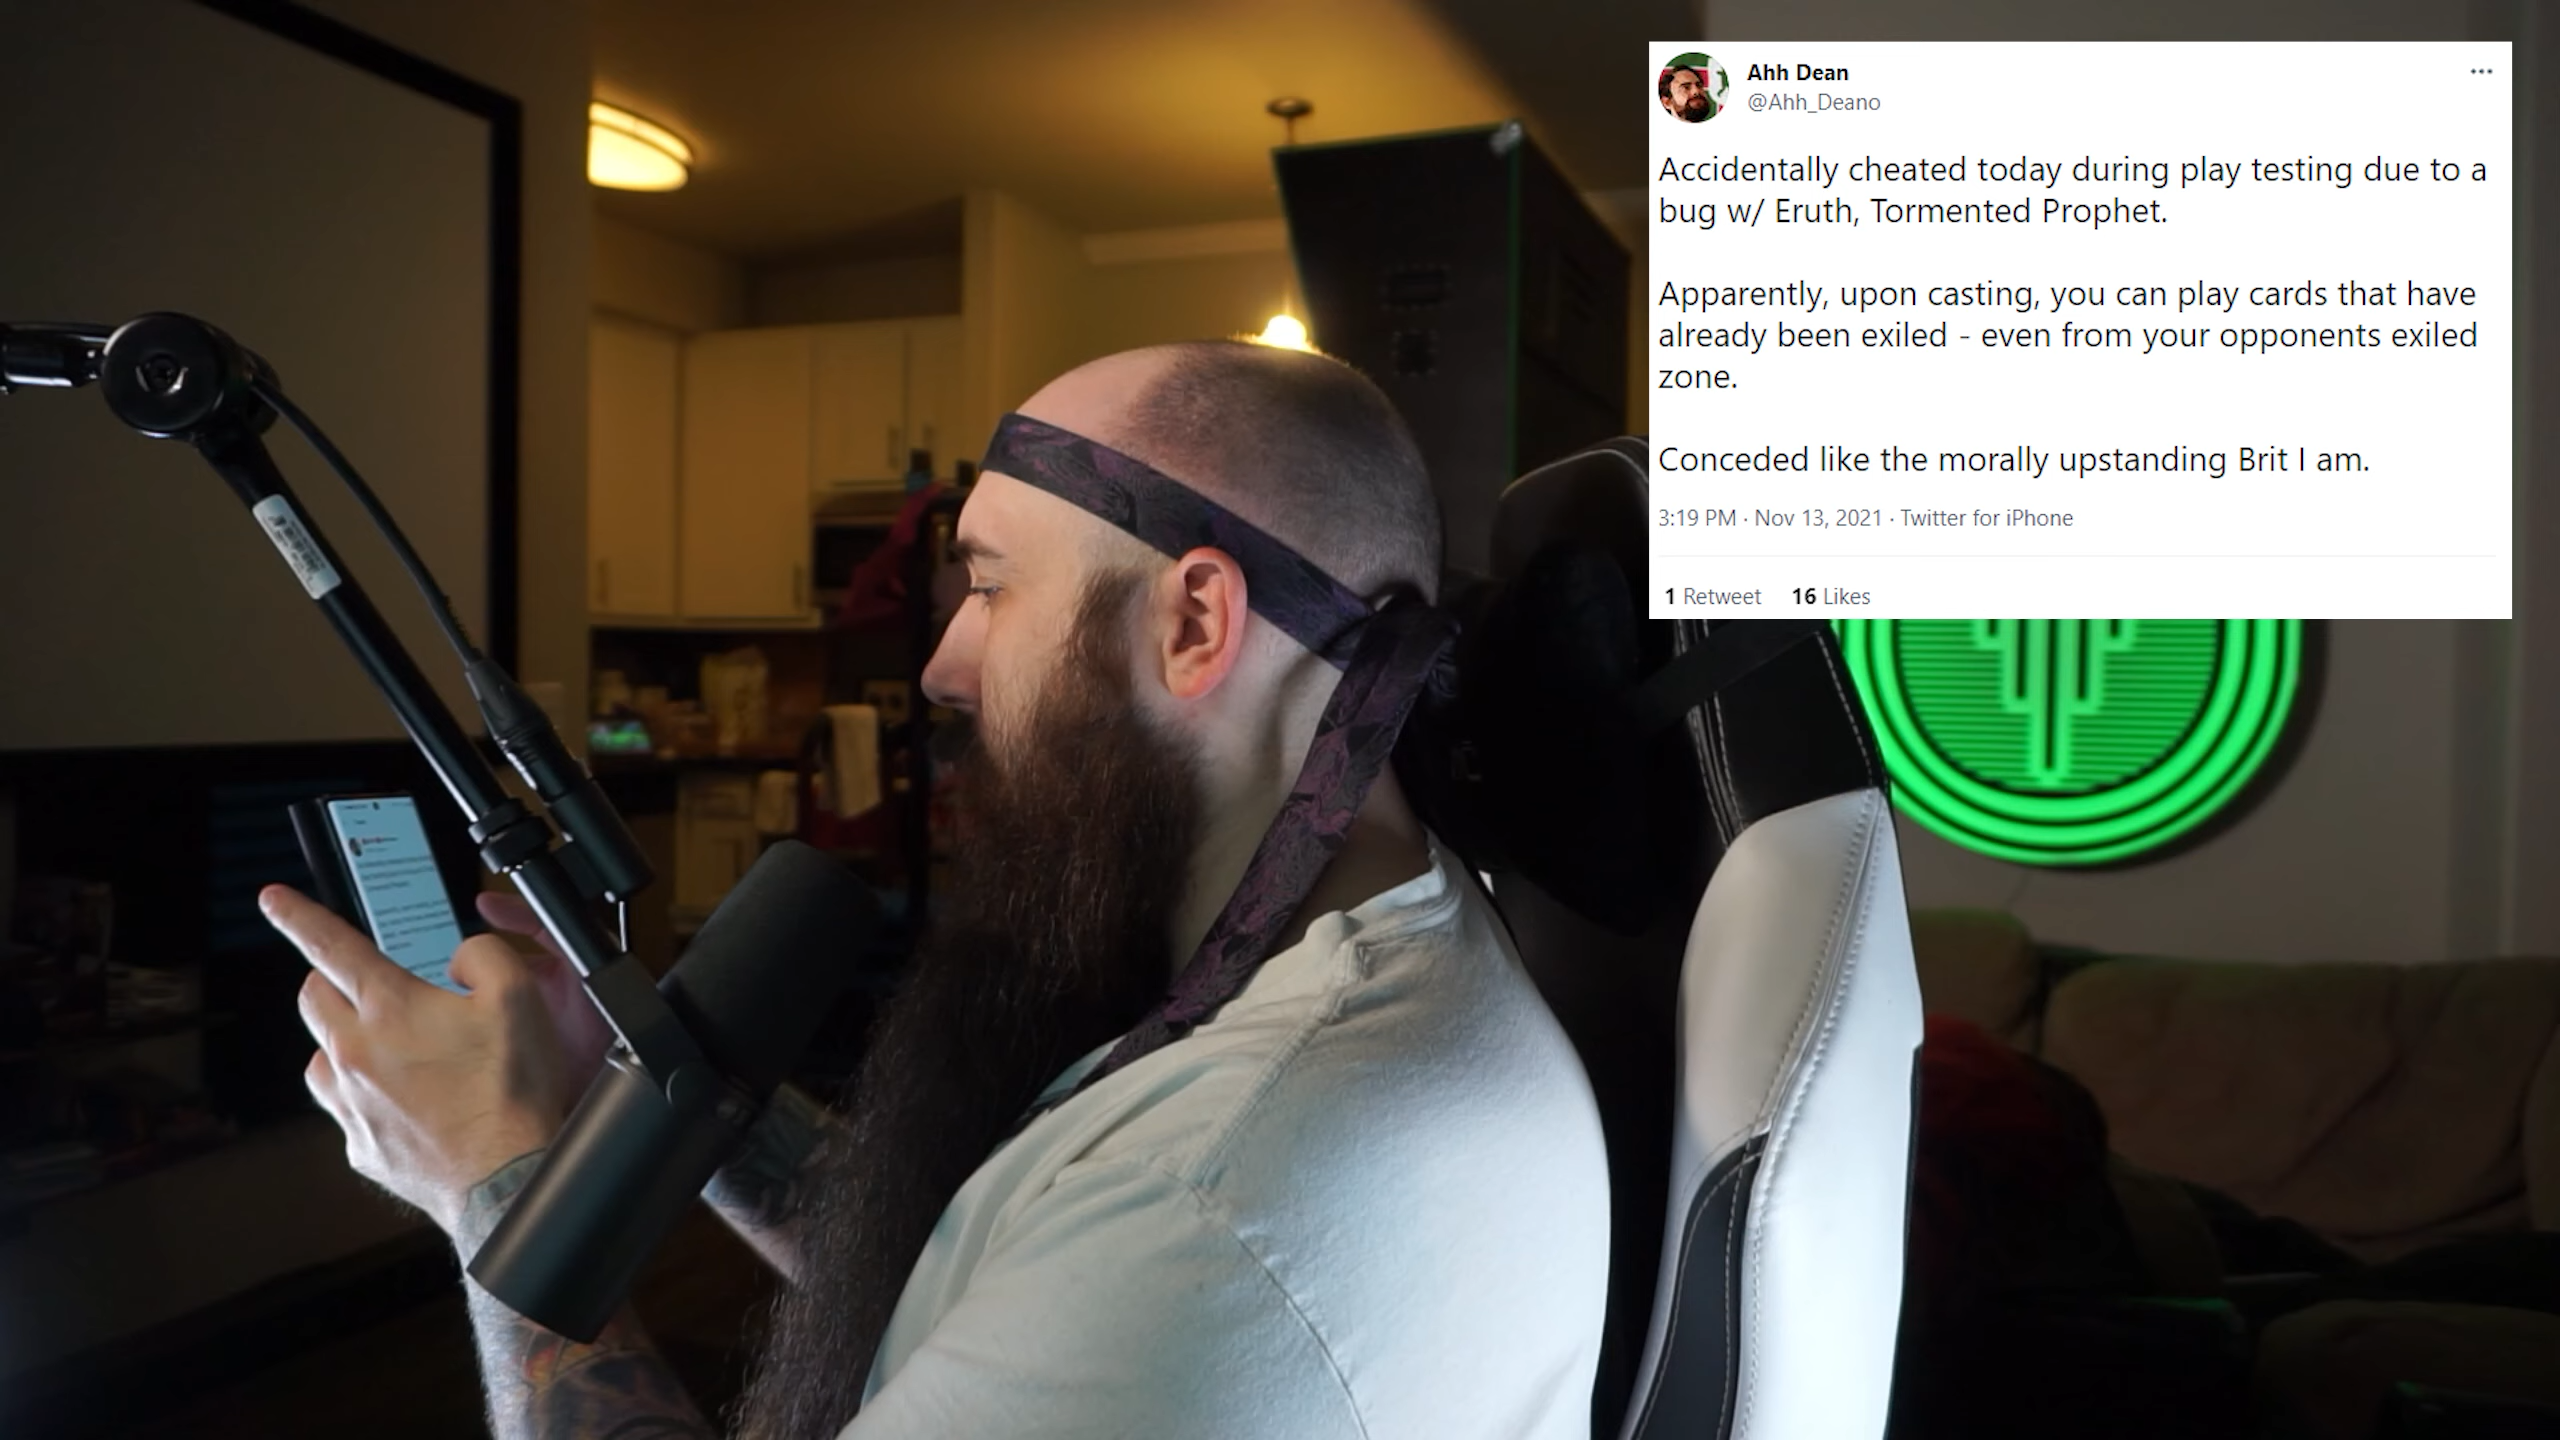 Ahh Dean
@Ahh_Deano
Accidentally cheated today during play testing due to a
bug w/ Eruth, Tormented Prophet.
Apparently, upon casting, you can play cards that have
already been exiled - even from your opponents exiled
zone.
Conceded like the morally upstanding Brit I am.
3:19 PM · Nov 13, 2021 · Twitter for iPhone
1 Retweet 16 Likes